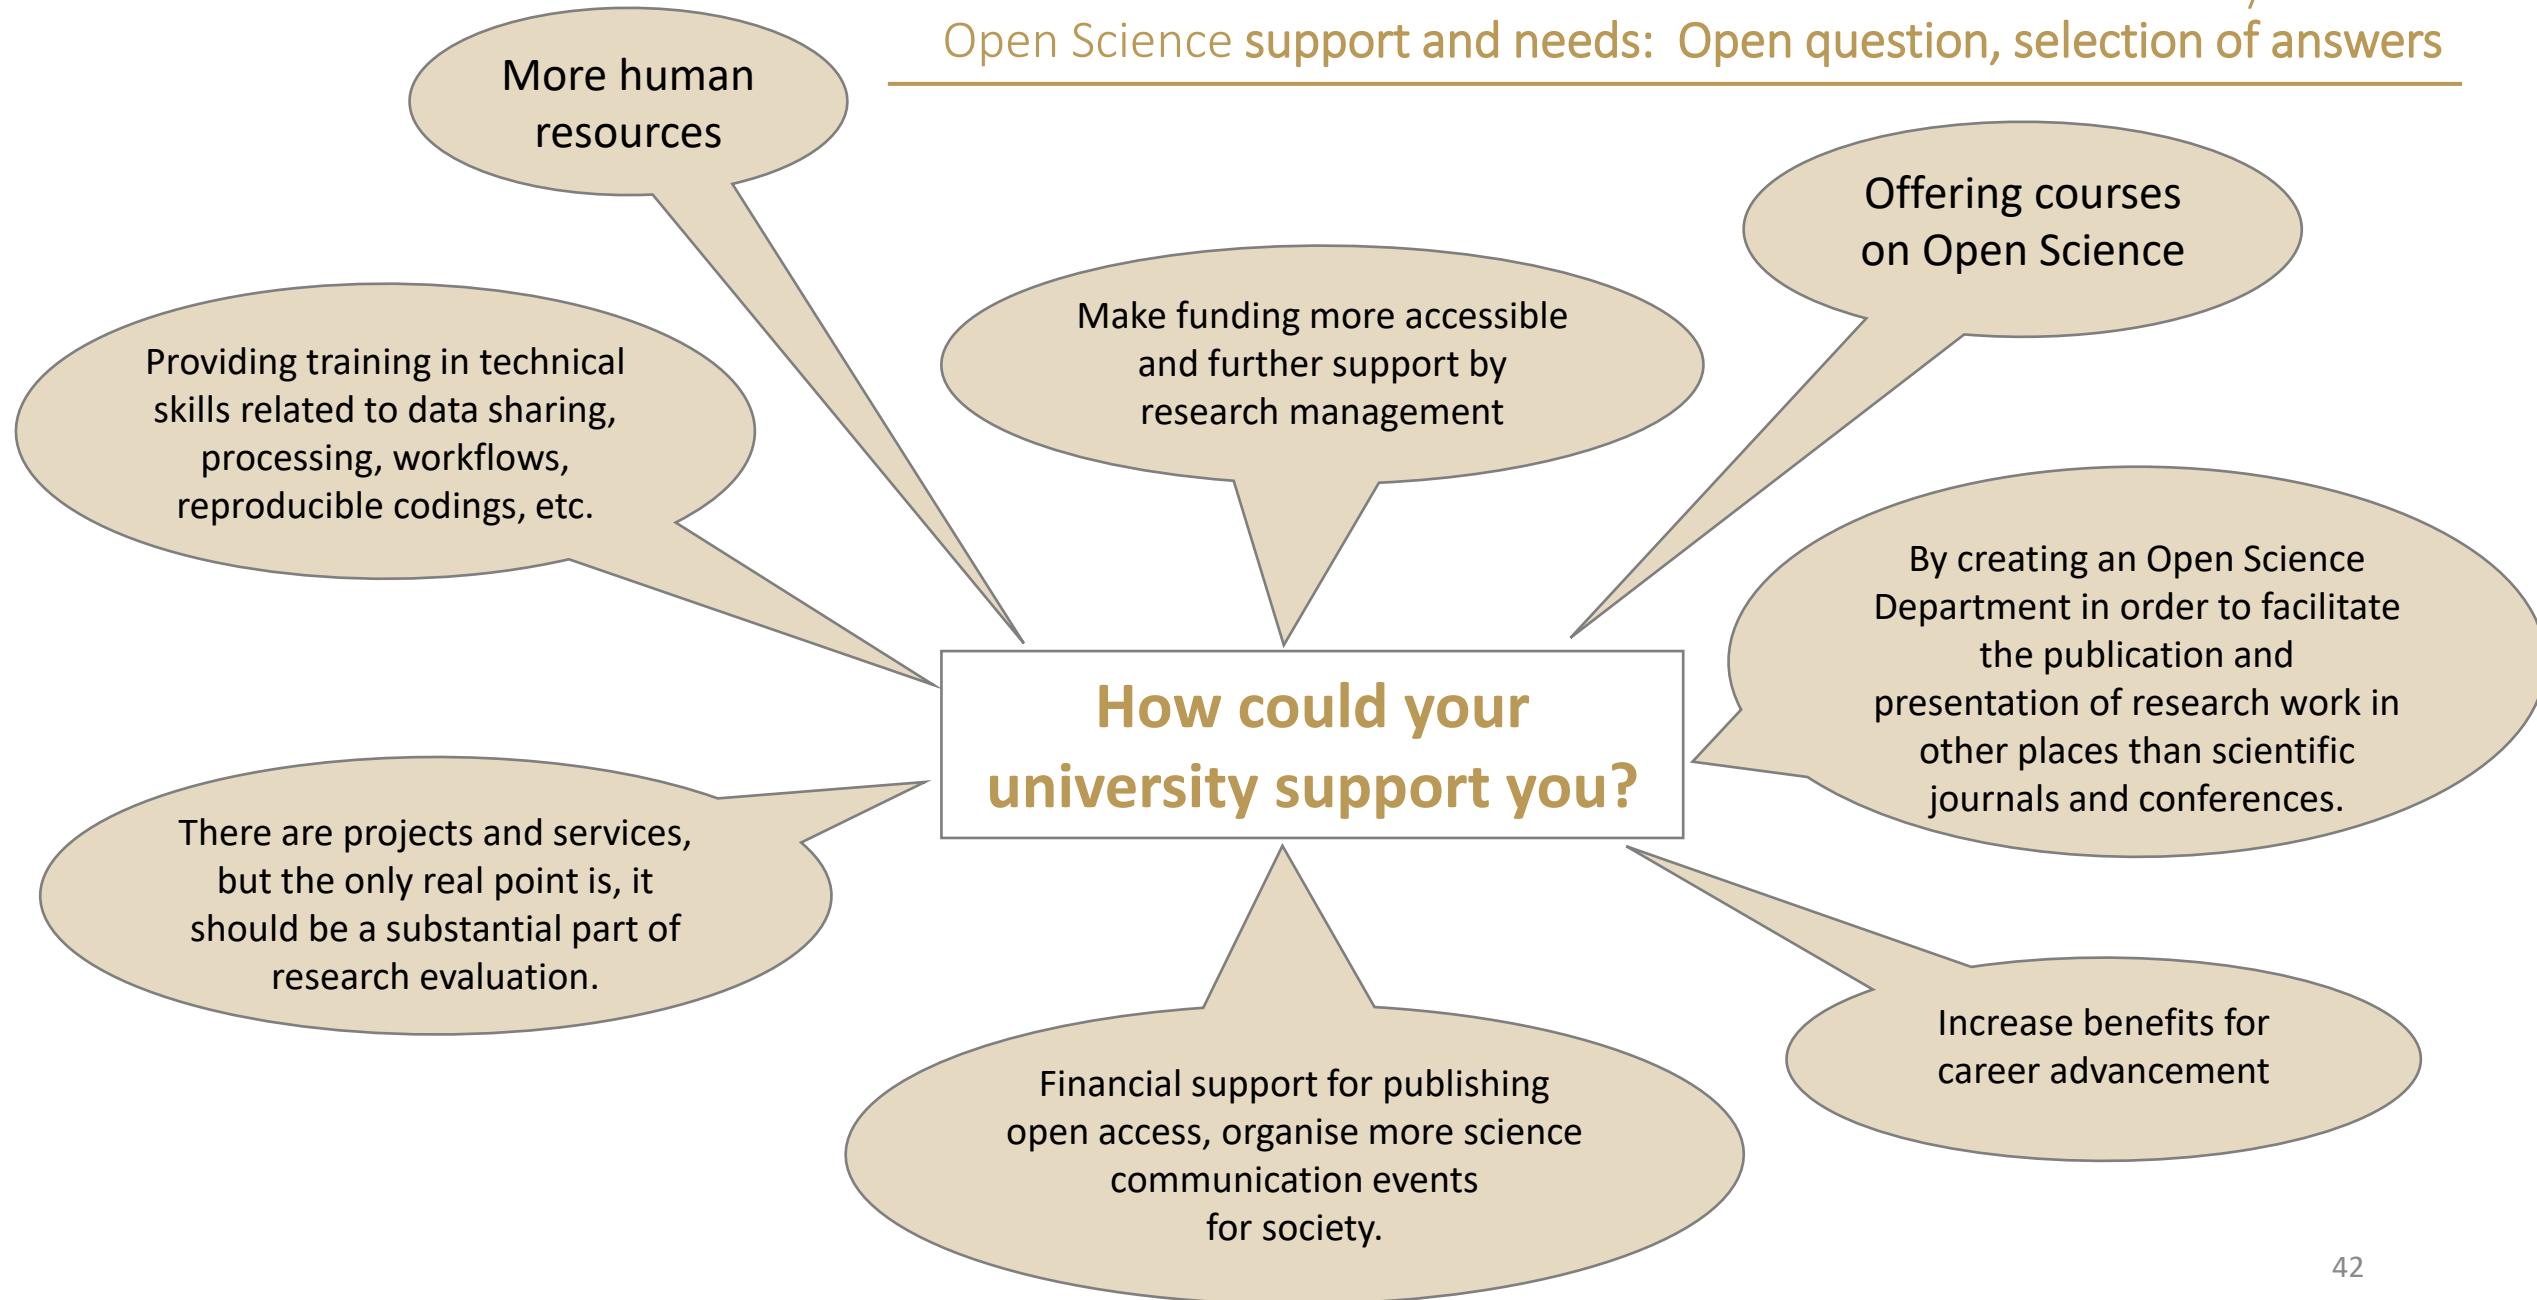 Open Science support and needs: Open question, selection of answers
More human
resources
Offering courses
on Open Science
Make funding more accessible
and further support by
research management
Providing training in technical
skills related to data sharing,
processing, workflows,
reproducible codings, etc.
By creating an Open Science
Department in order to facilitate
the publication and
presentation of research work in
other places than scientific
journals and conferences.
How could your
university support you?
There are projects and services,
but the only real point is, it
should be a substantial part of
research evaluation.
Increase benefits for
career advancement
Financial support for publishing
open access, organise more science
communication events
for society.
42